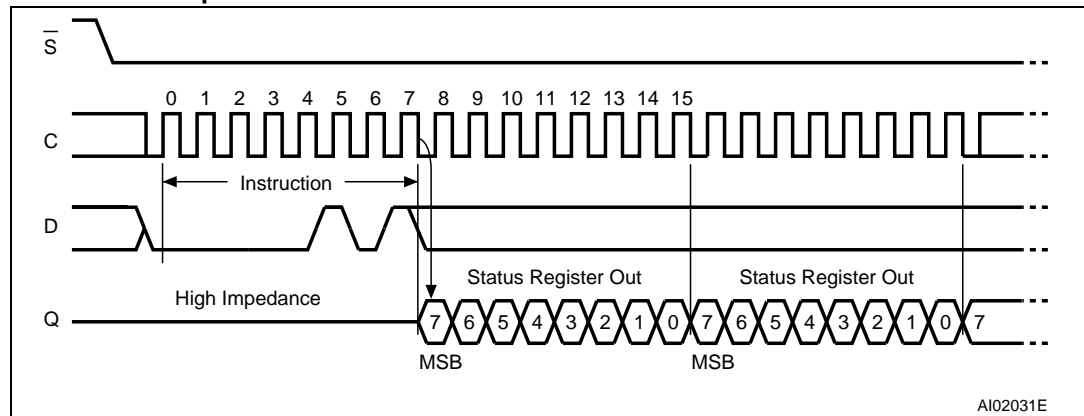 S
0 1 2 3 4 5 6 7 8 9 10 11 12 13 14 15
C
Instruction
D
Status Register Out Status Register Out
High Impedance
Q 7 6 5 4 3 2 1 0 7 6 5 4 3 2 1 0 7
MSB MSB
AI02031E